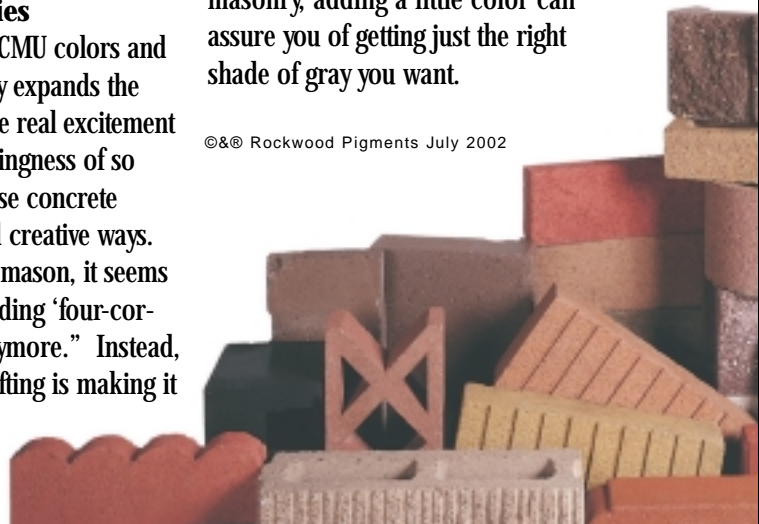 ies
CMU colors and
y expands the
e real excitement
ingness of so
se concrete
l creative ways.
mason, it seems
ding ‘four-cor-
ymore.” Instead,
fting is making it
masonry, adding a little color can
assure you of getting just the right
shade of gray you want.
©&® Rockwood Pigments July 2002